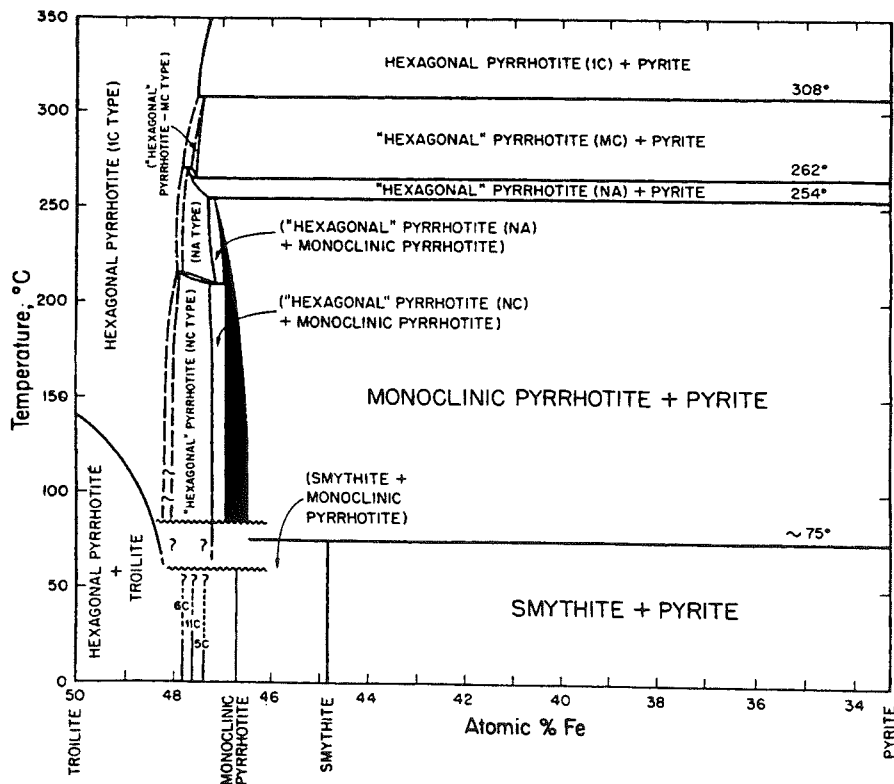 350
300
250
200
150
100
50
0
Temperature, °C
50
48
46
44
42
40
38
36
34
Atomic % Fe
TROILITE
MONOCLINIC
PYRRHOTITE
SMYTHITE
PYRITE
HEXAGONAL PYRRHOTITE (1C) + PYRITE
308°
"HEXAGONAL" PYRRHOTITE (MC) + PYRITE
262°
"HEXAGONAL" PYRRHOTITE (NA) + PYRITE
254°
HEXAGONAL PYRRHOTITE (1C TYPE)
("HEXAGONAL"
PYRRHOTITE – MC TYPE)
(NA TYPE)
("HEXAGONAL" PYRRHOTITE (NA)
+ MONOCLINIC PYRRHOTITE)
("HEXAGONAL" PYRRHOTITE (NC)
+ MONOCLINIC PYRRHOTITE)
"HEXAGONAL" PYRRHOTITE (NC TYPE)
MONOCLINIC PYRRHOTITE + PYRITE
(SMYTHITE +
MONOCLINIC
PYRRHOTITE)
~ 75°
HEXAGONAL PYRRHOTITE
+
TROILITE
? ?
? ?
? ? ?
6C
11C
5C
SMYTHITE + PYRITE